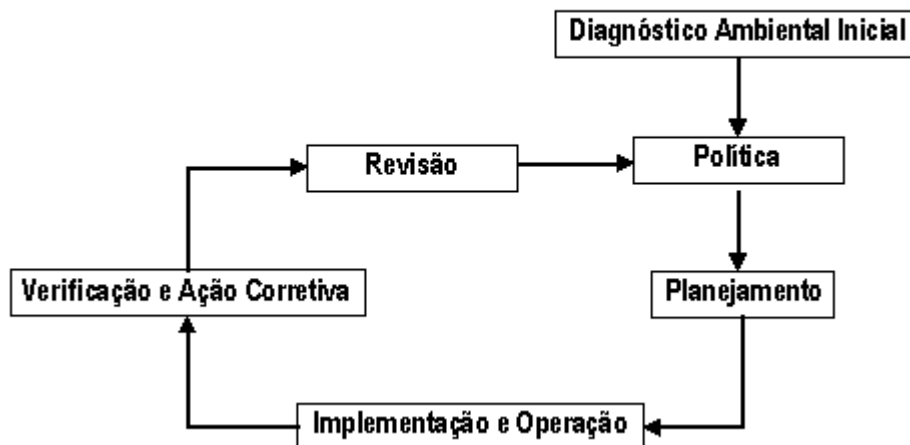 Diagnóstico Ambiental Inicial
Política
Revisão
Planejamento
Verificação e Ação Corretiva
Implementação e Operação